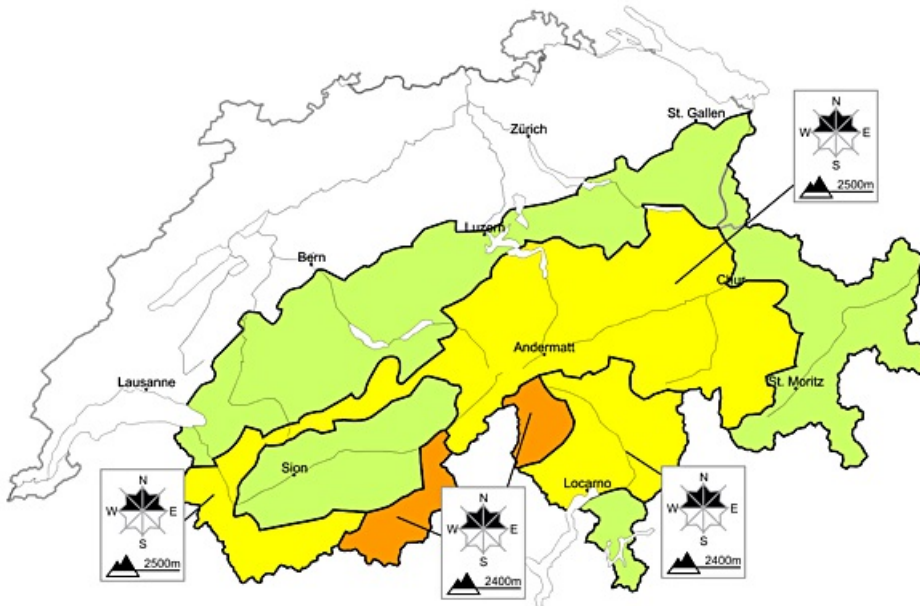 St. Gallen
Zürich
N
W E
S
2500m
Luzern
Bern
Chur
Andermatt
Lausanne
St. Moritz
Sion
Locarno
N
W E
S
2500m
N
W E
S
2400m
N
W E
S
2400m